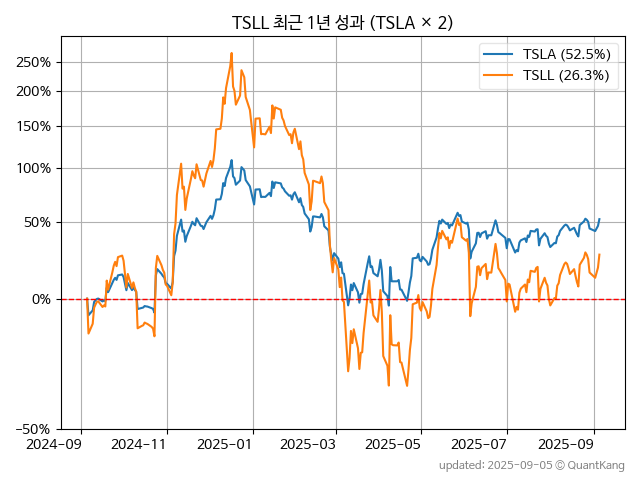 TSLL 최근 1년 성과 (TSLA × 2)
TSLA (52.5%)
TSLL (26.3%)
250%
200%
150%
100%
50%
0%
−50%
2024-09 2024-11 2025-01 2025-03 2025-05 2025-07 2025-09
updated: 2025-09-05 © QuantKang